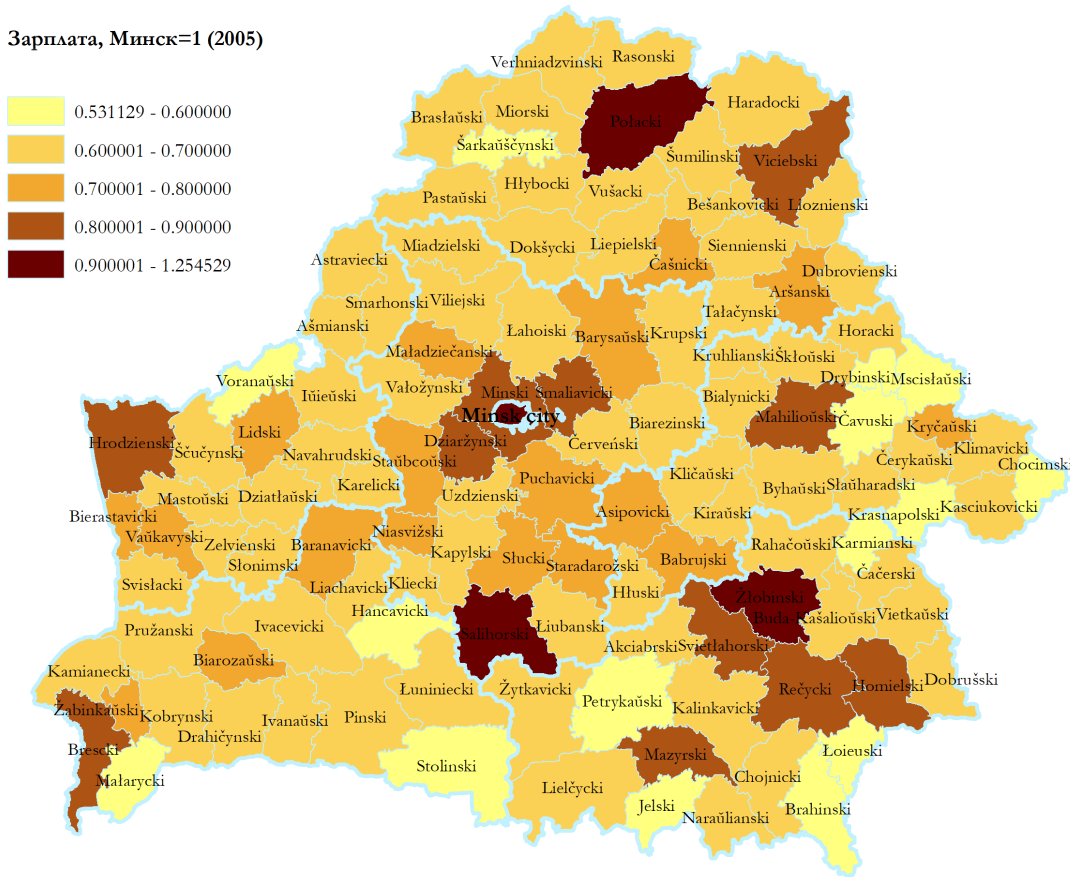 Зарплата, Минск=1 (2005)
0.531129 - 0.600000
0.600001 - 0.700000
0.700001 - 0.800000
0.800001 - 0.900000
0.900001 - 1.254529
Verhniadzvinski
Rasonski
Brasłaŭski
Miorski
Połacki
Haradocki
Šarkaŭščynski
Šumilinski
Viciebski
Pastaŭski
Hłybocki
Vušacki
Bešankovicki
Lioznienski
Miadzielski
Dokšycki
Liepielski
Čašnicki
Siennienski
Dubrovienski
Astraviecki
Aršanski
Smarhonski
Viliejski
Tałačynski
Ašmianski
Łahoiski
Barysaŭski
Krupski
Horacki
Maładziečanski
Kruhlianski
Škłoŭski
Voranaŭski
Iŭieŭski
Vałožynski
Minski
Smaliavicki
Białynicki
Drybinski
Mscisłaŭski
Minsk city
Mahilioŭski
Čavuski
Hrodzienski
Lidski
Dziaržynski
Červeński
Biarezinski
Kryčaŭski
Ščučynski
Navahrudski
Staŭbcoŭski
Čerykaŭski
Klimavicki
Chocimski
Mastoŭski
Dziatłaŭski
Karelicki
Uzdzienski
Puchavicki
Kličaŭski
Byhaŭski
Słaŭharadski
Kasciukovicki
Bierastavicki
Asipovicki
Kiraŭski
Krasnapolski
Vaŭkavyski
Zelvienski
Baranavicki
Niasvižski
Kapylski
Słucki
Staradarožski
Babrujski
Rahačoŭski
Karmianski
Svisłacki
Słonimski
Liachavicki
Kliecki
Hłuski
Čačerski
Hancavicki
Žłobinski
Buda-Kašalioŭski
Vietkaŭski
Pružanski
Ivacevicki
Salihorski
Liubanski
Akciabrski
Svietłahorski
Kamianecki
Biarozaŭski
Łuniniecki
Žytkavicki
Petrykaŭski
Rečycki
Homielski
Dobrušski
Žabinkaŭski
Kobrynski
Ivanaŭski
Pinski
Kalinkavicki
Drahičynski
Brescki
Małarycki
Stolinski
Mazyrski
Łoieuski
Lielčycki
Chojnicki
Jelski
Naraŭlianski
Brahinski